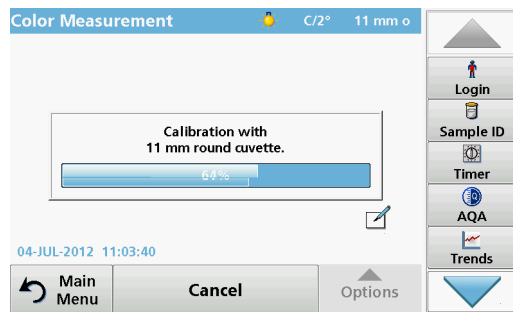 Color Measurement C/2° 11 mm o
Calibration with
11 mm round cuvette.
64%
04-JUL-2012 11:03:40
Main
Menu
Cancel
Options
Login
Sample ID
Timer
AQA
Trends